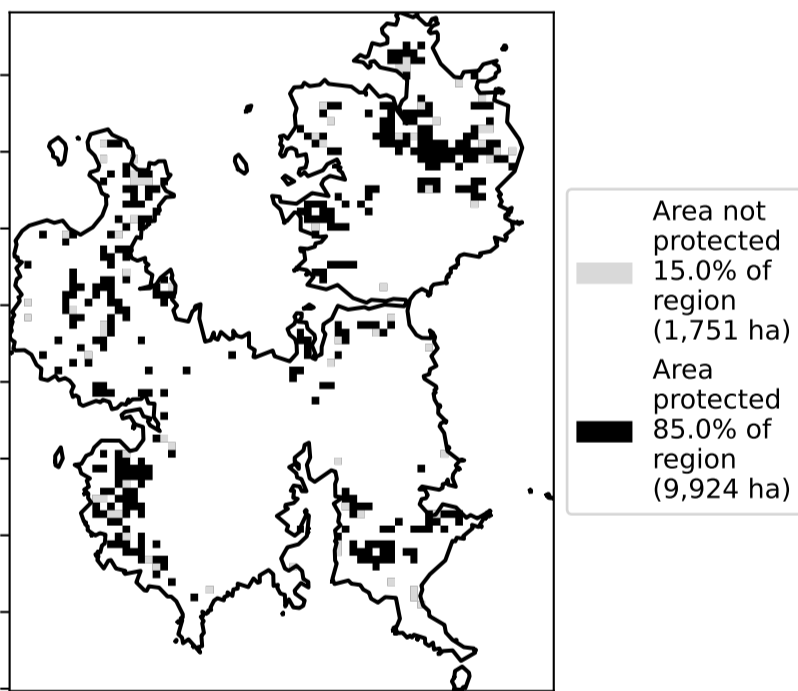 Area not
protected
15.0% of
region
(1,751 ha)
Area
protected
85.0% of
region
(9,924 ha)